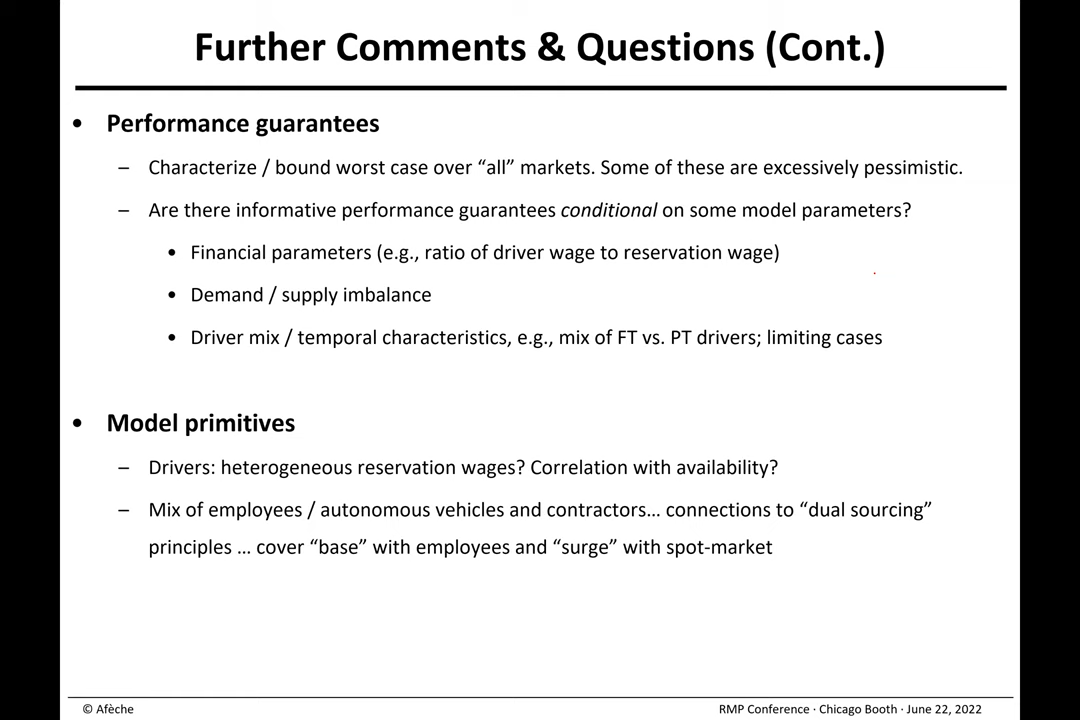 Further Comments & Questions (Cont.)
• Performance guarantees
– Characterize / bound worst case over “all” markets. Some of these are excessively pessimistic.
– Are there informative performance guarantees conditional on some model parameters?
• Financial parameters (e.g., ratio of driver wage to reservation wage)
• Demand / supply imbalance
• Driver mix / temporal characteristics, e.g., mix of FT vs. PT drivers; limiting cases
• Model primitives
– Drivers: heterogeneous reservation wages? Correlation with availability?
– Mix of employees / autonomous vehicles and contractors… connections to “dual sourcing”
principles … cover “base” with employees and “surge” with spot-market
© Afèche
RMP Conference · Chicago Booth · June 22, 2022